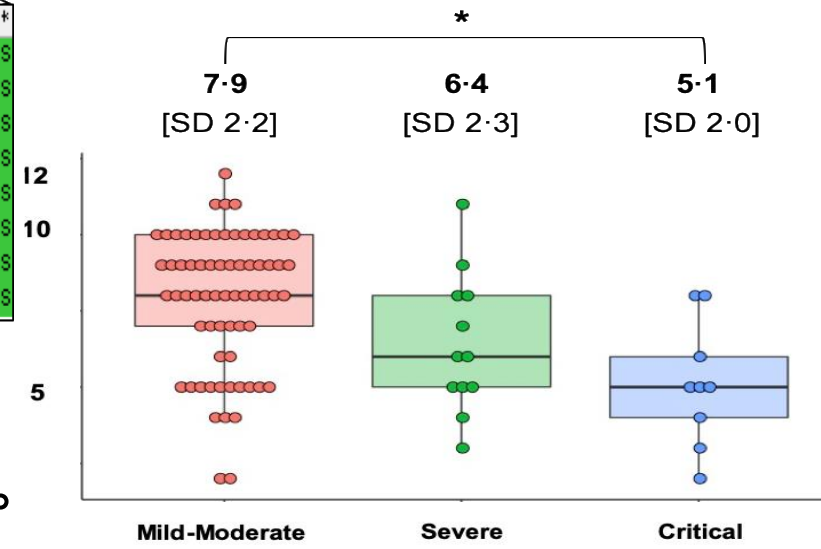 *
*
S
S
S
S
S
S
S
S
7·9 6·4 5·1
[SD 2·2] [SD 2·3] [SD 2·0]
12
10
5
Mild-Moderate Severe Critical